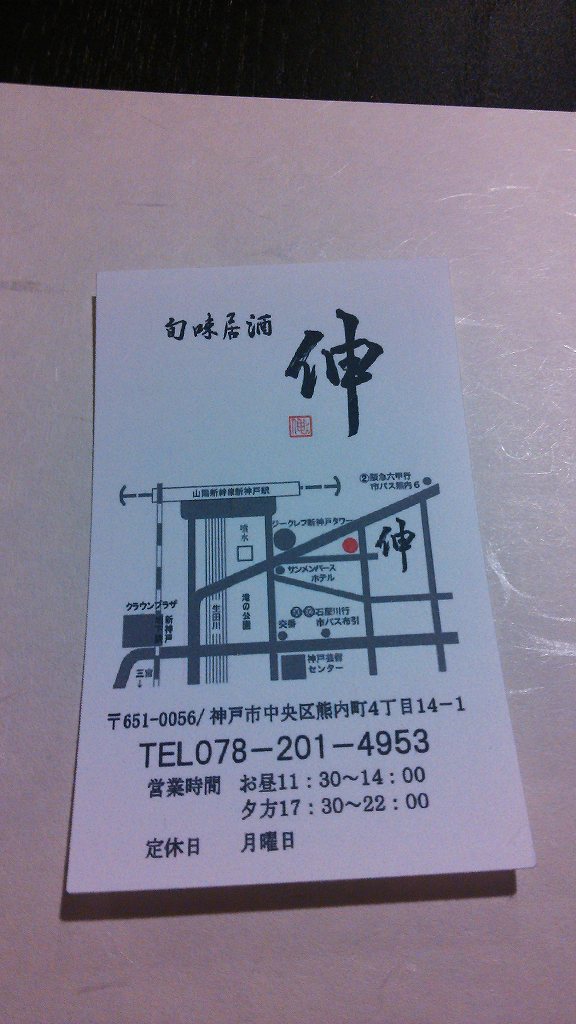 旬味居酒
伸
山陽新幹線新神戸駅
②阪急六甲行
市バス熊内6
ジークレフ新神戸タワー
噴水
伸
サンメンバーズ
ホテル
クラウンプラザ
新神戸
生田川
滝の公園
石屋川行
市バス布引
交番
神戸芸術
センター
三宮
〒651-0056/神戸市中央区熊内町4丁目14-1
TEL078-201-4953
営業時間 お昼11：30～14：00
夕方17：30～22：00
定休日 月曜日